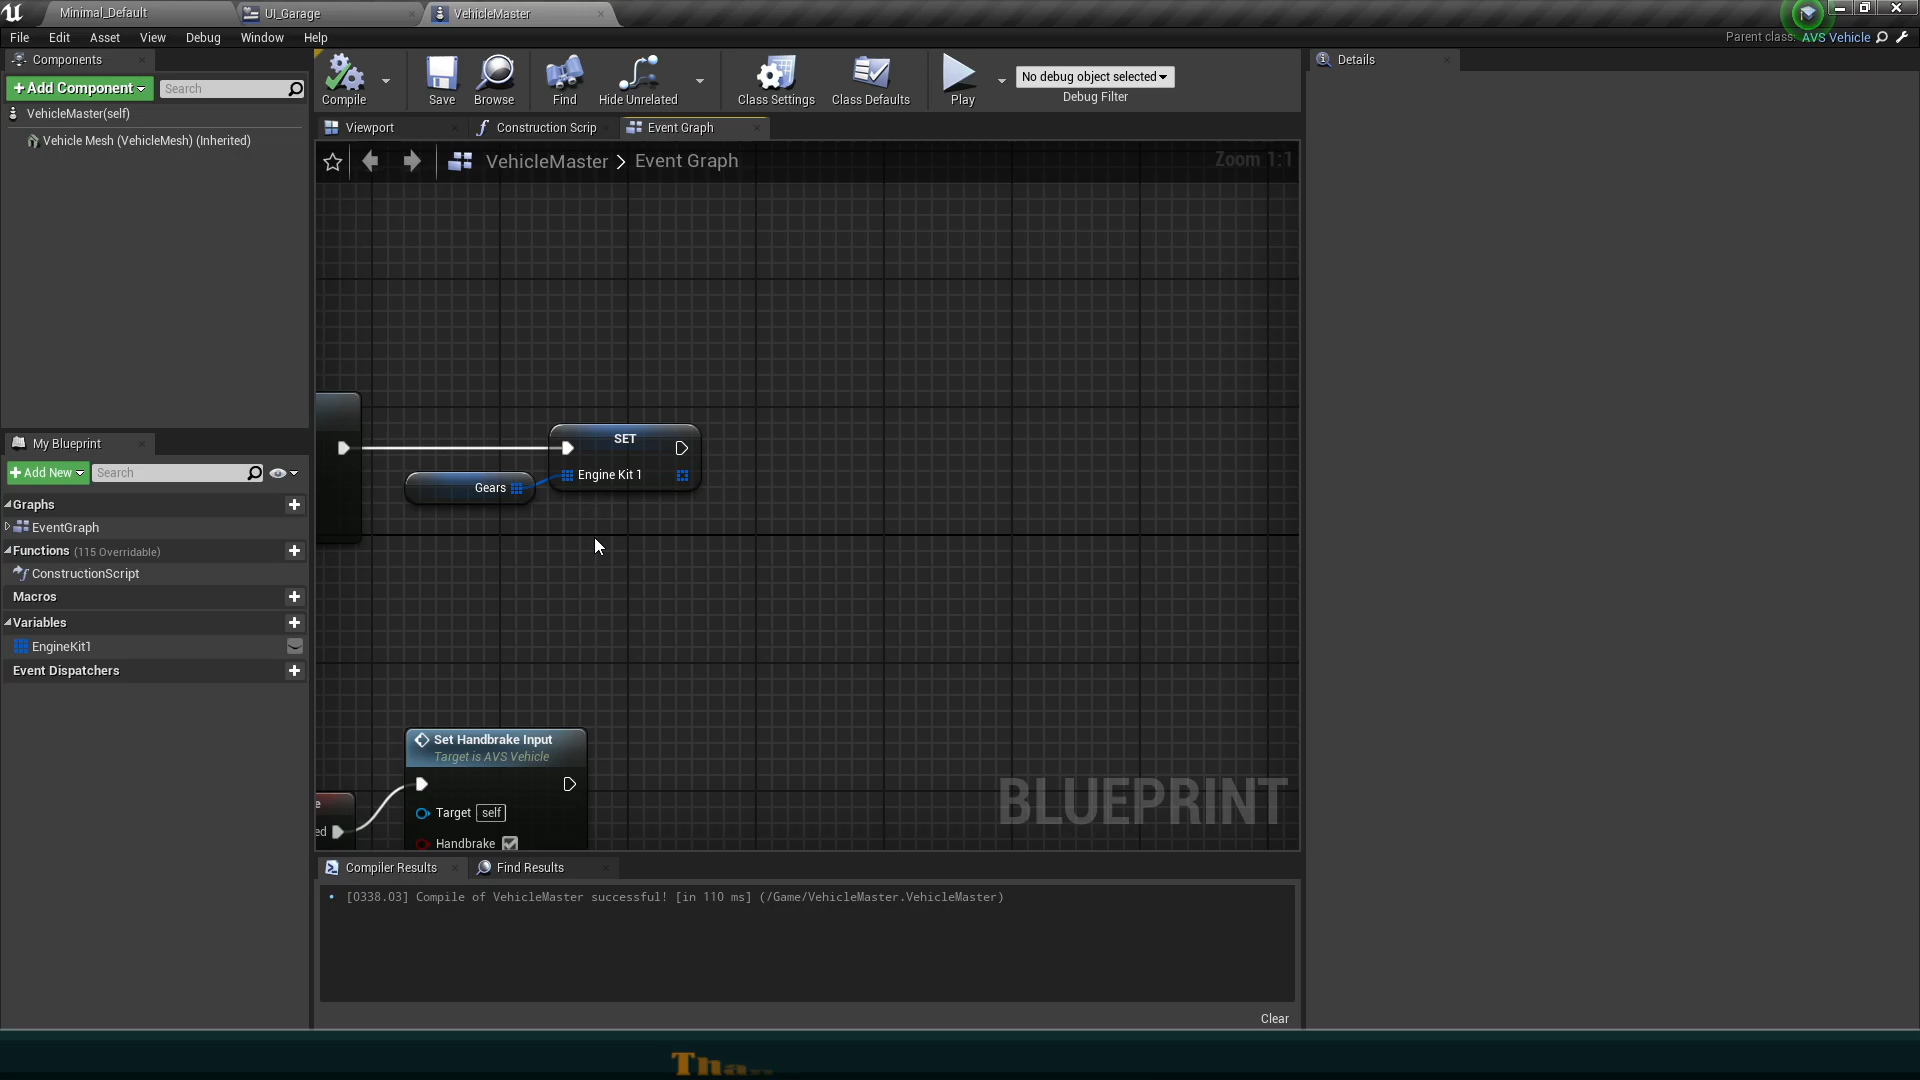 Minimal_Default
UI_Garage
VehicleMaster
File Edit Asset View Debug Window Help
Parent class: AVS Vehicle
Components
+Add Component
Search
VehicleMaster(self)
Vehicle Mesh (VehicleMesh) (Inherited)
Compile
Save
Browse
Find
Hide Unrelated
Class Settings
Class Defaults
Play
No debug object selected
Debug Filter
Viewport
Construction Scrip
Event Graph
VehicleMaster > Event Graph
Zoom 1:1
SET
Engine Kit 1
Gears
Set Handbrake Input
Target is AVS Vehicle
Target self
Handbrake
e
ed
BLUEPRINT
My Blueprint
+Add New
Search
Graphs
EventGraph
Functions (115 Overridable)
ConstructionScript
Macros
Variables
EngineKit1
Event Dispatchers
Compiler Results
Find Results
[0338.03] Compile of VehicleMaster successful! [in 110 ms] (/Game/VehicleMaster.VehicleMaster)
Clear
Details